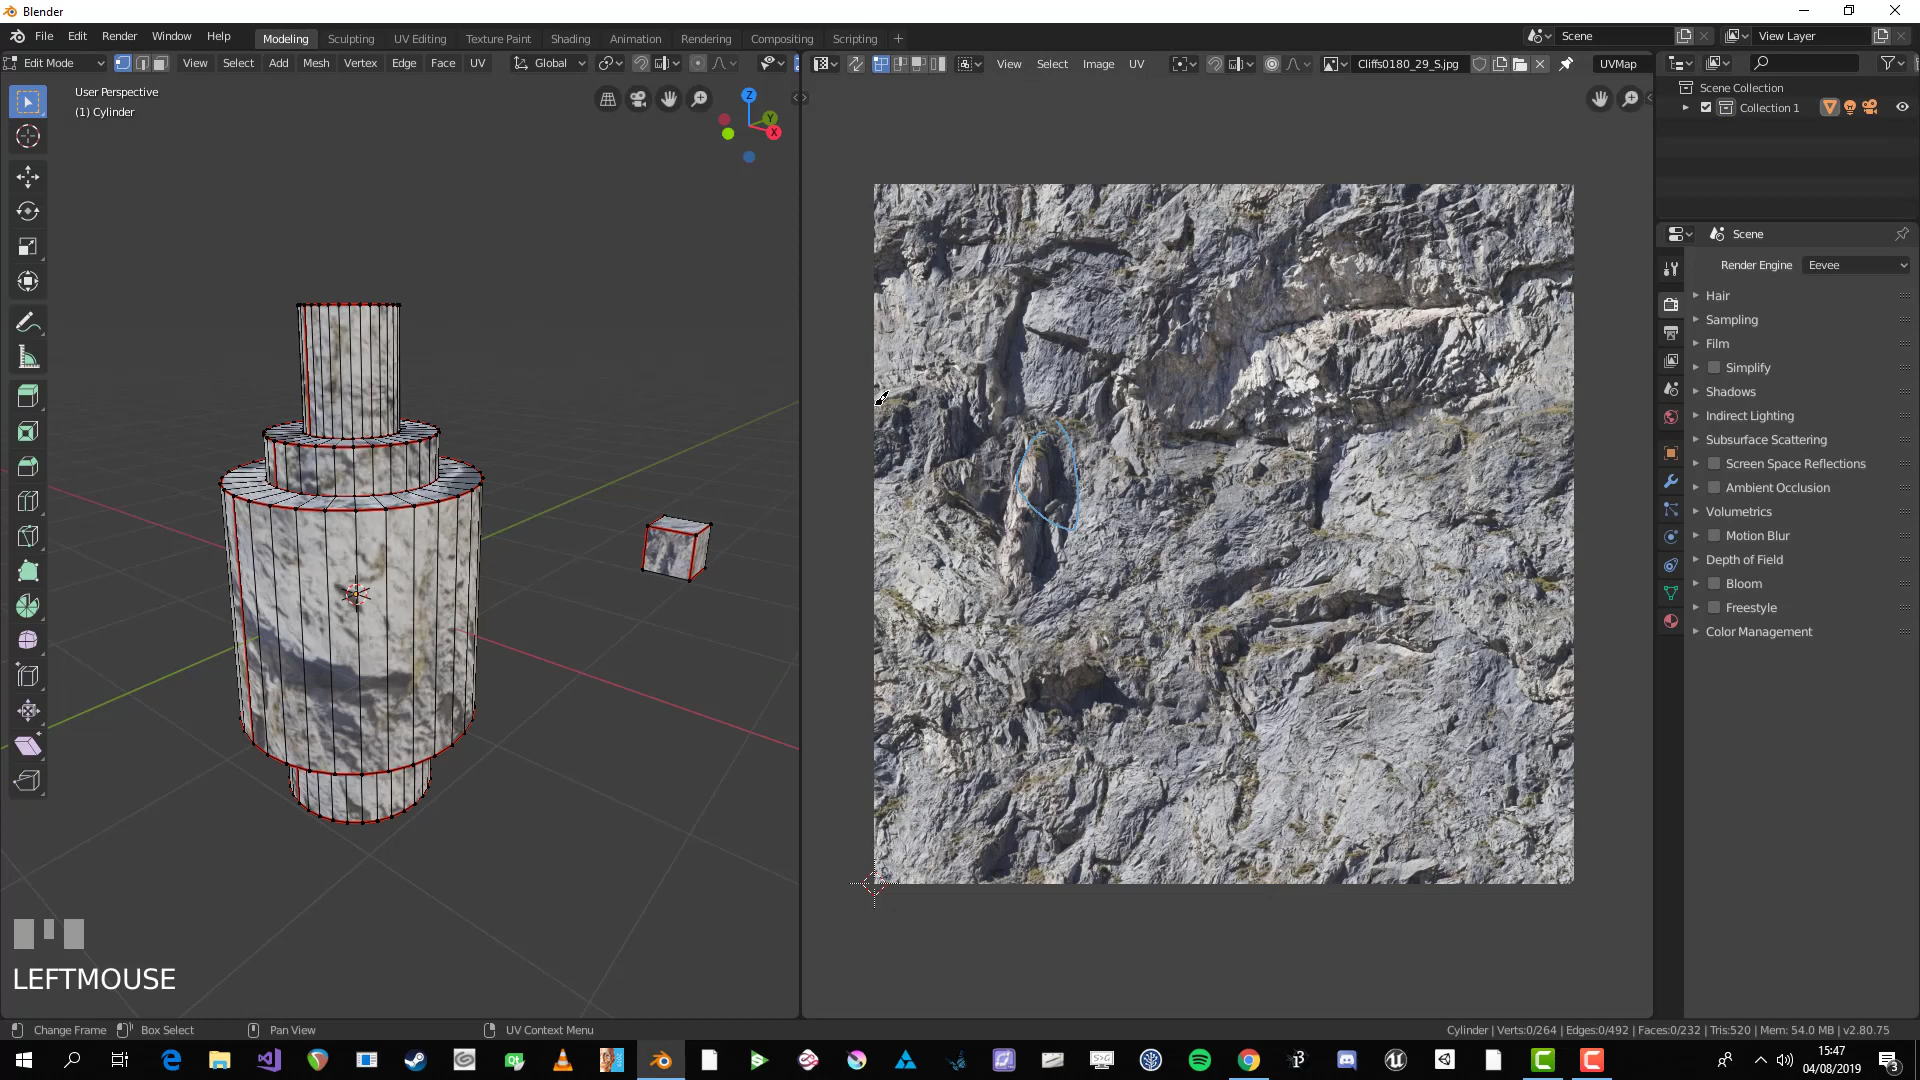 Blender
File Edit Render Window Help
Modeling Sculpting UV Editing Texture Paint Shading Animation Rendering Compositing Scripting +
Scene
View Layer
Edit Mode
View Select Add Mesh Vertex Edge Face UV
Global
View Select Image UV
Cliffs0180_29_S.jpg
UVMap
User Perspective
(1) Cylinder
Z
Y
X
Scene Collection
Collection 1
Scene
Render Engine
Eevee
Hair
Sampling
Film
Simplify
Shadows
Indirect Lighting
Subsurface Scattering
Screen Space Reflections
Ambient Occlusion
Volumetrics
Motion Blur
Depth of Field
Bloom
Freestyle
Color Management
LEFTMOUSE
Change Frame
Box Select
Pan View
UV Context Menu
Cylinder | Verts:0/264 | Edges:0/492 | Faces:0/232 | Tris:520 | Mem: 54.0 MB | v2.80.75
15:47
04/08/2019
3